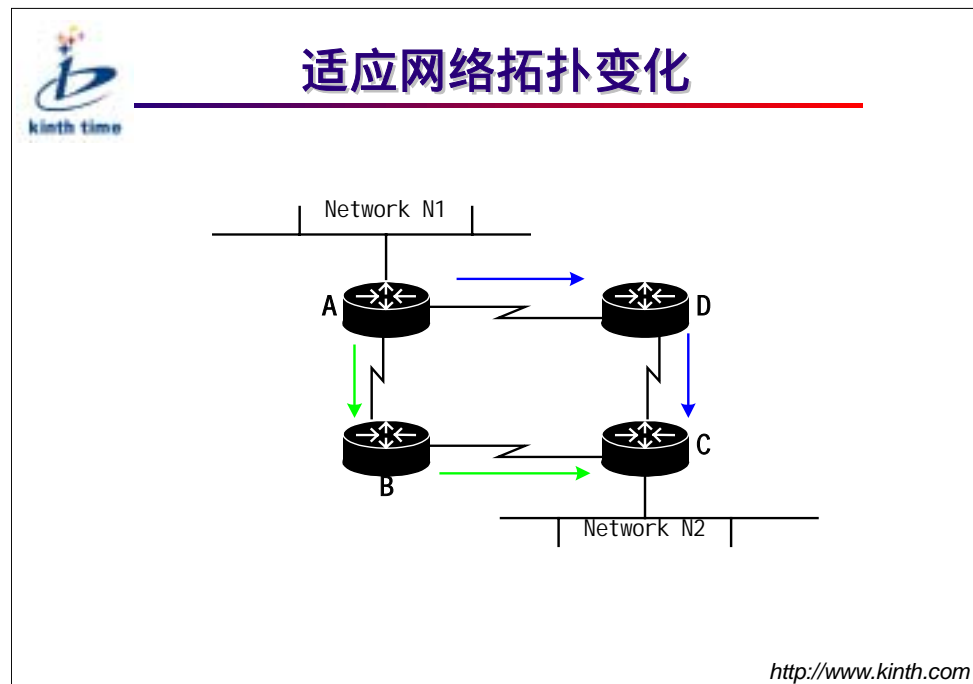 适应网络拓扑变化
kinth time
Network N1
A
D
B
C
Network N2
http://www.kinth.com